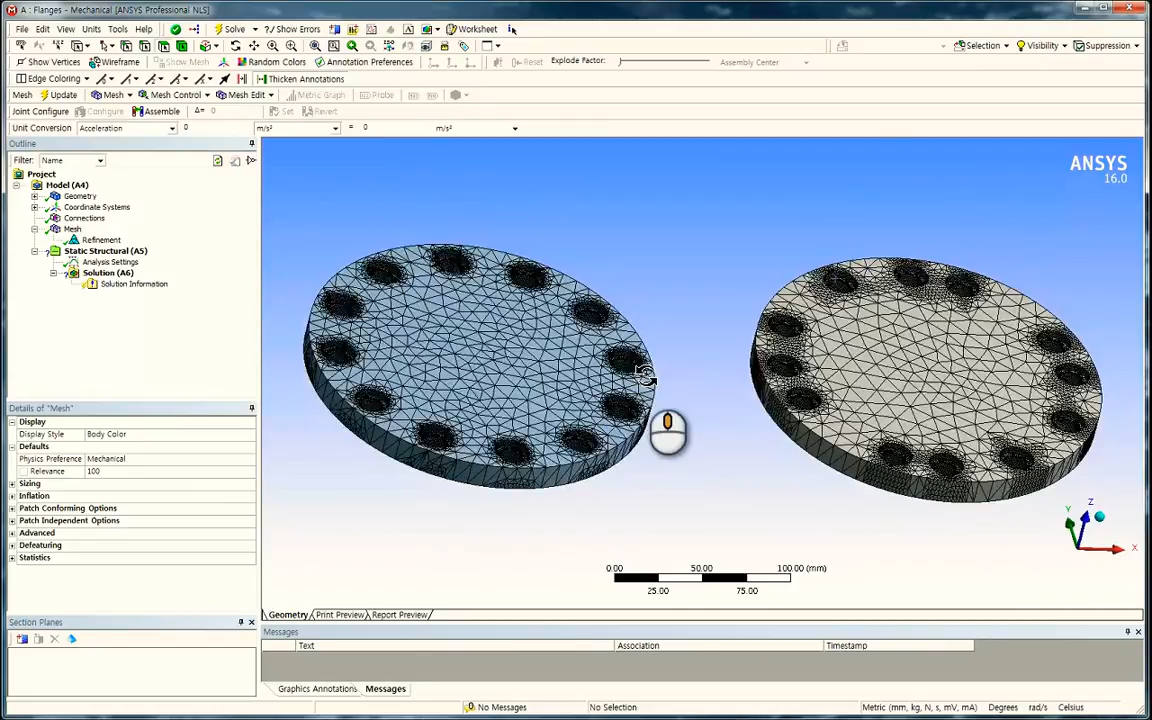 A : Flanges - Mechanical [ANSYS Professional NLS]
File Edit View Units Tools Help Solve Show Errors Worksheet
Selection Visibility Suppression
Show Vertices Wireframe Show Mesh Random Colors Annotation Preferences Reset Explode Factor: Assembly Center
Edge Coloring Thicken Annotations
Mesh Update Mesh Mesh Control Mesh Edit Metric Graph Probe
Joint Configure Configure Assemble Δ= 0 Set Revert
Unit Conversion Acceleration 0 m/s² = 0 m/s²
Outline
Filter: Name
Project
Model (A4)
Geometry
Coordinate Systems
Connections
Mesh
Refinement
Static Structural (A5)
Analysis Settings
Solution (A6)
Solution Information
ANSYS
16.0
Details of "Mesh"
Display
Display Style Body Color
Defaults
Physics Preference Mechanical
Relevance 100
Sizing
Inflation
Patch Conforming Options
Patch Independent Options
Advanced
Defeaturing
Statistics
Z
Y
X
0.00 50.00 100.00 (mm)
25.00 75.00
Geometry Print Preview Report Preview
Section Planes
Messages
Text Association Timestamp
Graphics Annotations Messages
No Messages No Selection Metric (mm, kg, N, s, mV, mA) Degrees rad/s Celsius